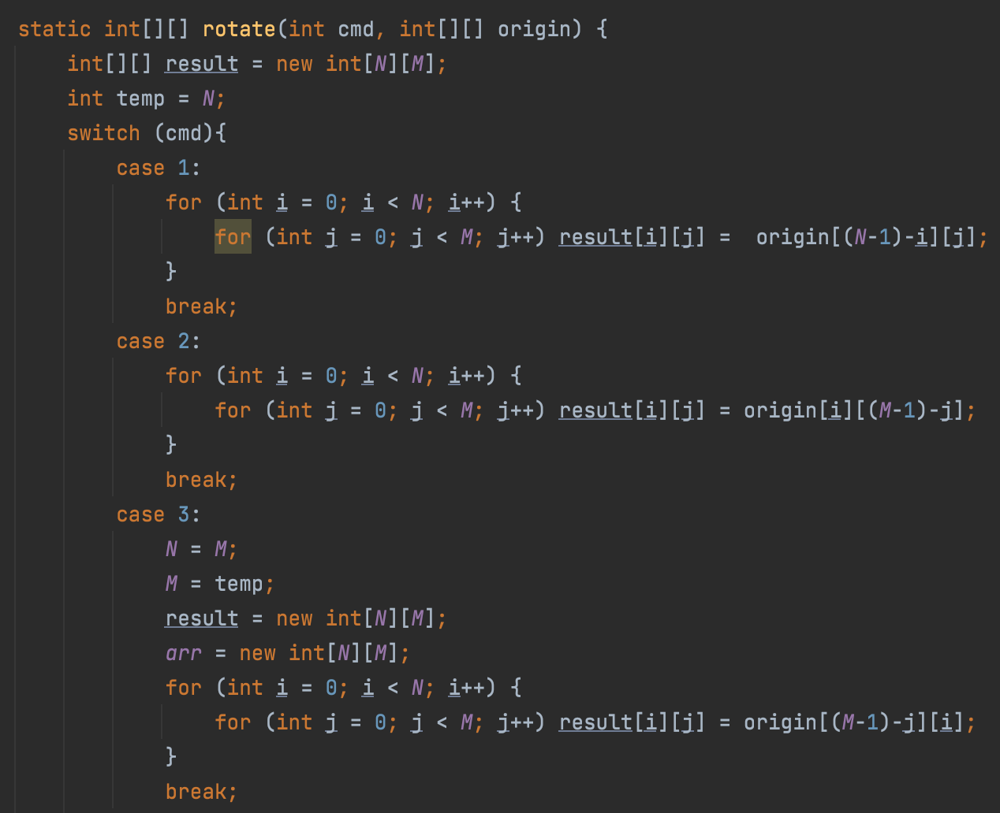 static int[][] rotate(int cmd, int[][] origin) {
    int[][] result = new int[N][M];
    int temp = N;
    switch (cmd){
        case 1:
            for (int i = 0; i < N; i++) {
                for (int j = 0; j < M; j++) result[i][j] =  origin[(N-1)-i][j];
            }
            break;
        case 2:
            for (int i = 0; i < N; i++) {
                for (int j = 0; j < M; j++) result[i][j] = origin[i][(M-1)-j];
            }
            break;
        case 3:
            N = M;
            M = temp;
            result = new int[N][M];
            arr = new int[N][M];
            for (int i = 0; i < N; i++) {
                for (int j = 0; j < M; j++) result[i][j] = origin[(M-1)-j][i];
            }
            break;